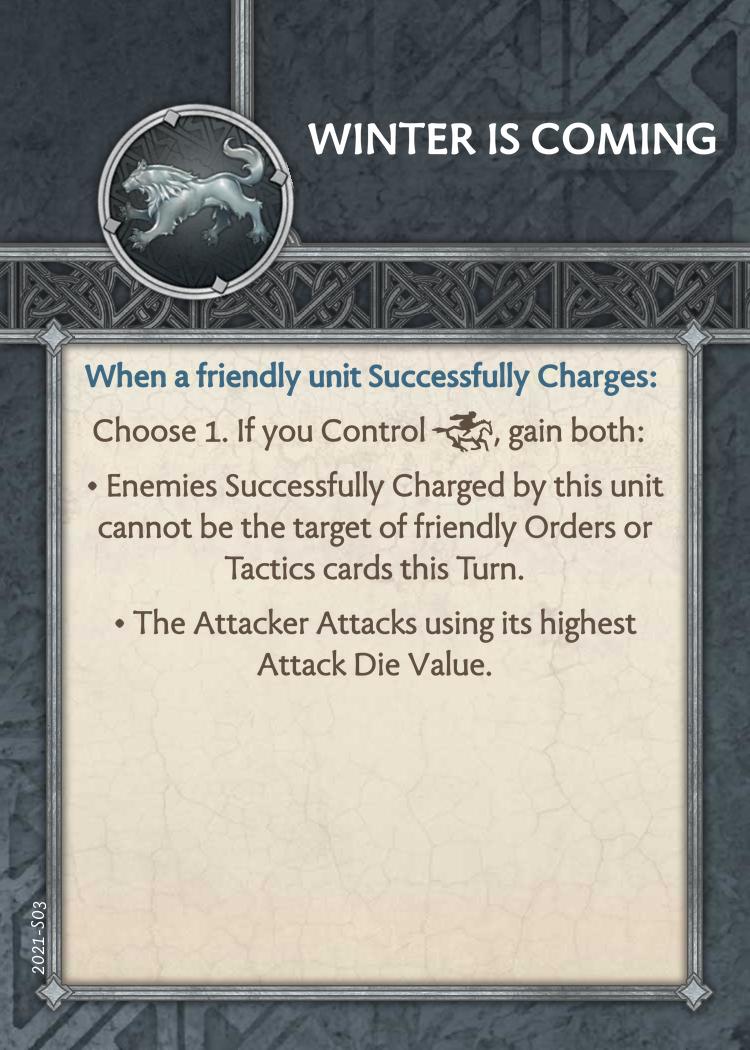 WINTER IS COMING
When a friendly unit Successfully Charges:
Choose 1. If you Control , gain both:
• Enemies Successfully Charged by this unit
cannot be the target of friendly Orders or
Tactics cards this Turn.
• The Attacker Attacks using its highest
Attack Die Value.
2021-S03